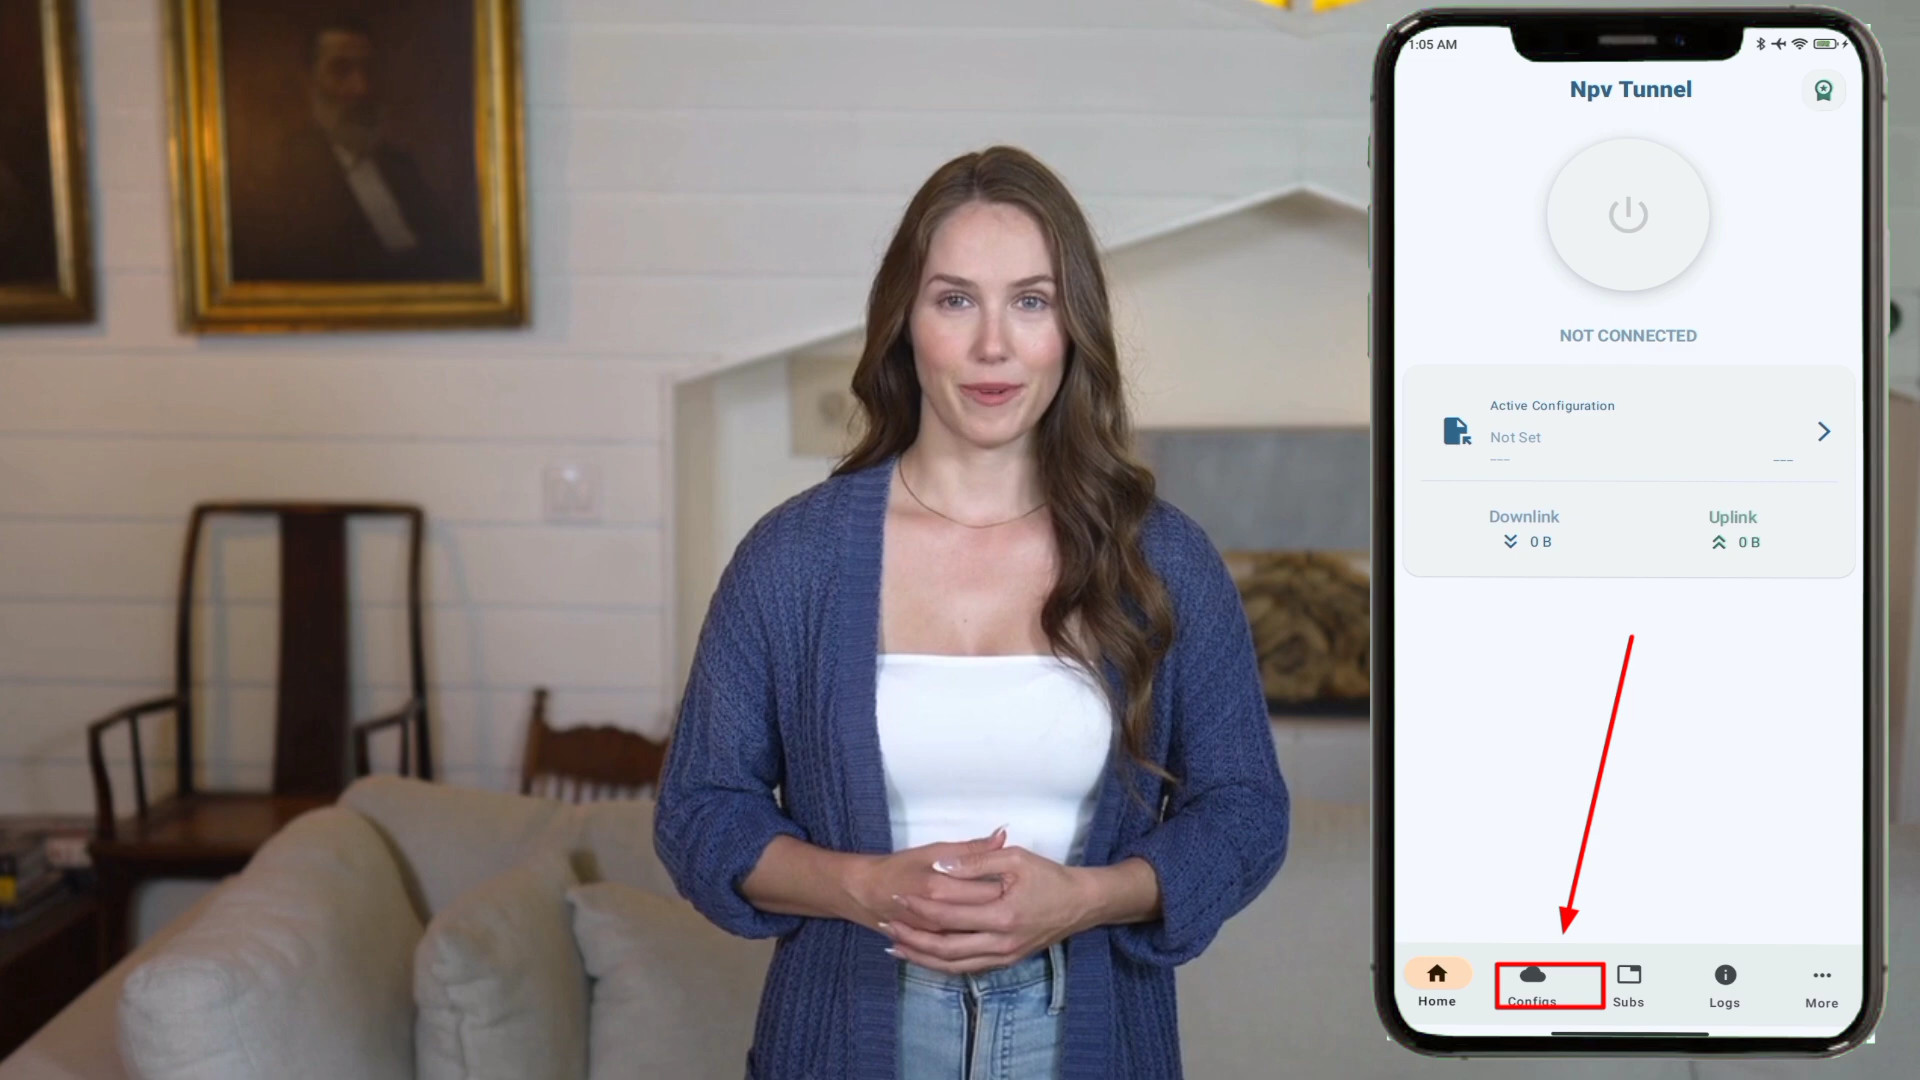 1:05 AM
Npv Tunnel
NOT CONNECTED
Active Configuration
Not Set
--- ---
Downlink Uplink
0 B 0 B
Home Configs Subs Logs More